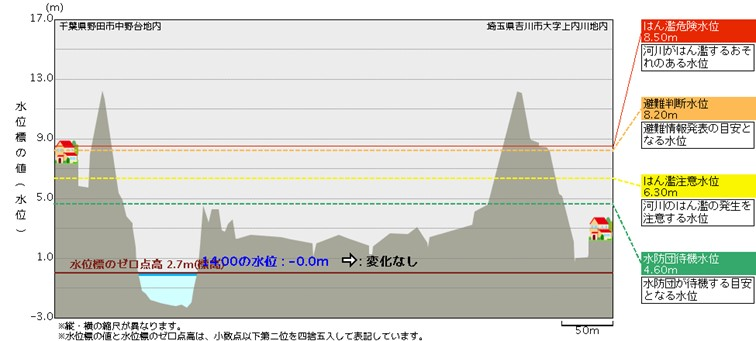 (m)
17.0
13.0
9.0
5.0
1.0
-3.0
水位標の値(水位)
千葉県野田市中野台地内
埼玉県吉川市大字上内川地内
水位標のゼロ点高 2.7m(標高)
14:00の水位:-0.0m
⇨:変化なし
50m
※縦・横の縮尺が異なります。
※水位標の値と水位標のゼロ点高は、小数点以下第二位を四捨五入して表記しています。
はん濫危険水位
8.50m
河川がはん濫するおそ
れのある水位
避難判断水位
8.20m
避難情報発表の目安と
なる水位
はん濫注意水位
6.30m
河川のはん濫の発生を
注意する水位
水防団待機水位
4.60m
水防団が待機する目安
となる水位